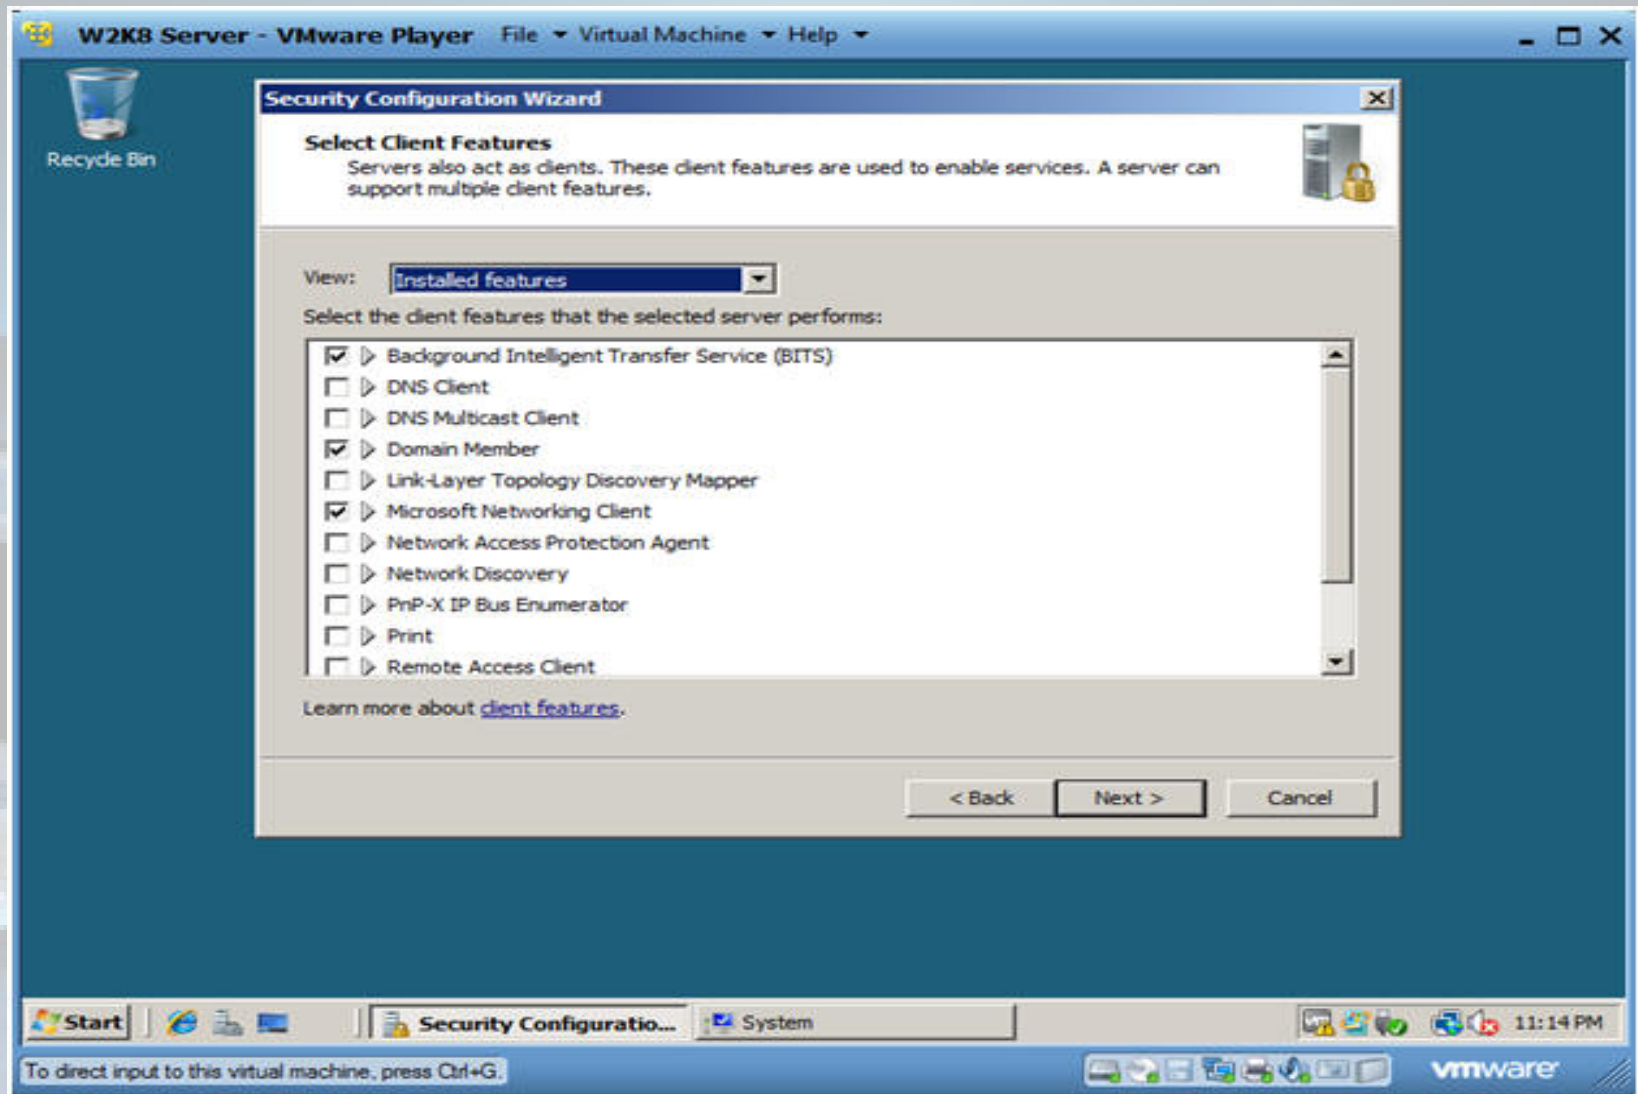 W2K8 Server - VMware Player File Virtual Machine Help
Recycle Bin
Security Configuration Wizard
Select Client Features
Servers also act as clients. These client features are used to enable services. A server can
support multiple client features.
View: Installed features
Select the client features that the selected server performs:
Background Intelligent Transfer Service (BITS)
DNS Client
DNS Multicast Client
Domain Member
Link-Layer Topology Discovery Mapper
Microsoft Networking Client
Network Access Protection Agent
Network Discovery
PnP-X IP Bus Enumerator
Print
Remote Access Client
Learn more about client features.
< Back Next > Cancel
Start Security Configuratio... System 11:14 PM
To direct input to this virtual machine, press Ctrl+G. vmware